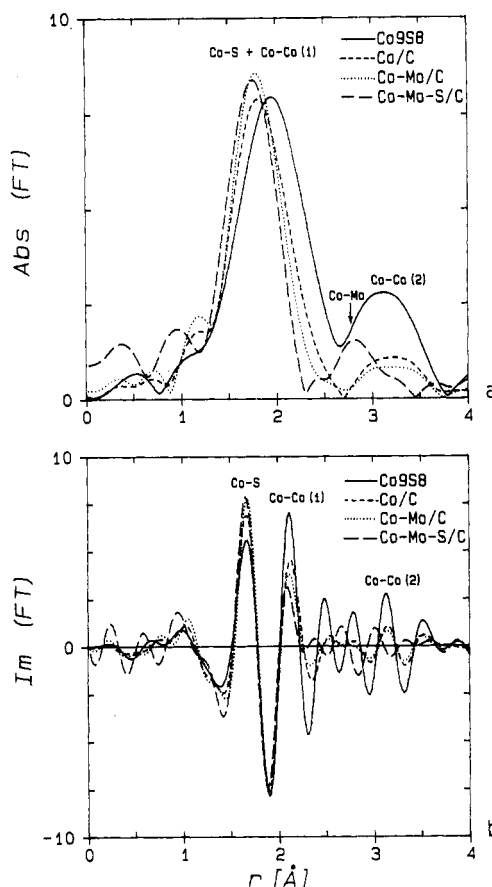 10
Co-S + Co-Co(1)
Co9S8
Co/C
Co-Mo/C
Co-Mo-S/C
Abs (FT)
Co-Mo
Co-Co(2)
0
0 1 2 3 4
a
10
Co-S
Co-Co(1)
Co9S8
Co/C
Co-Mo/C
Co-Mo-S/C
Co-Co(2)
Im (FT)
0
-10
0 1 2 3 4
b
r [Å]